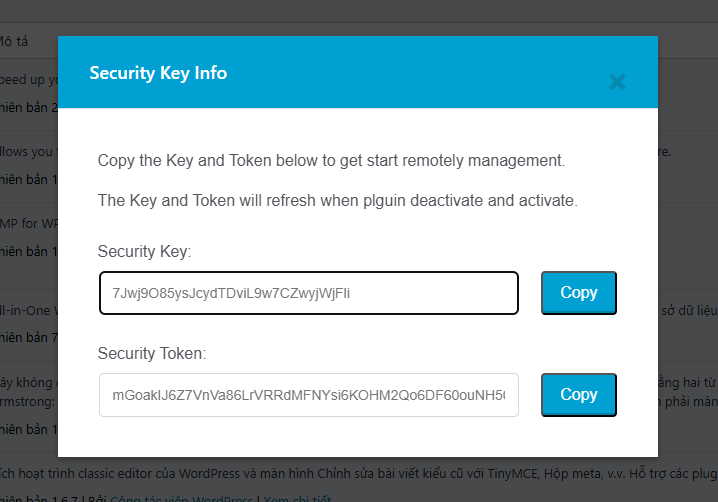 Mô tả
peed up yo
hiên bản 2
Security Key Info
llows you
re.
hiên bản 1
MP for WP
hiên bản 1
ll-in-One W
sở dữ liệu
hiên bản 7
ây không
ằng hai từ
rmstrong:
phải màn
hiên bản 1
Copy the Key and Token below to get start remotely management.
The Key and Token will refresh when plguin deactivate and activate.
Security Key:
7Jwj9O85ysJcydTDviL9w7CZwyjWjFIi
Copy
Security Token:
mGoakIJ6Z7VnVa86LrVRRdMFNYsi6KOHM2Qo6DF60ouNH5
Copy
ích hoạt trình classic editor của WordPress và màn hình Chỉnh sửa bài viết kiểu cũ với TinyMCE, Hộp meta, v.v. Hỗ trợ các plug
hiên bản 1.6.7 | Bởi Cộng tác viên WordPress | Xem chi tiết